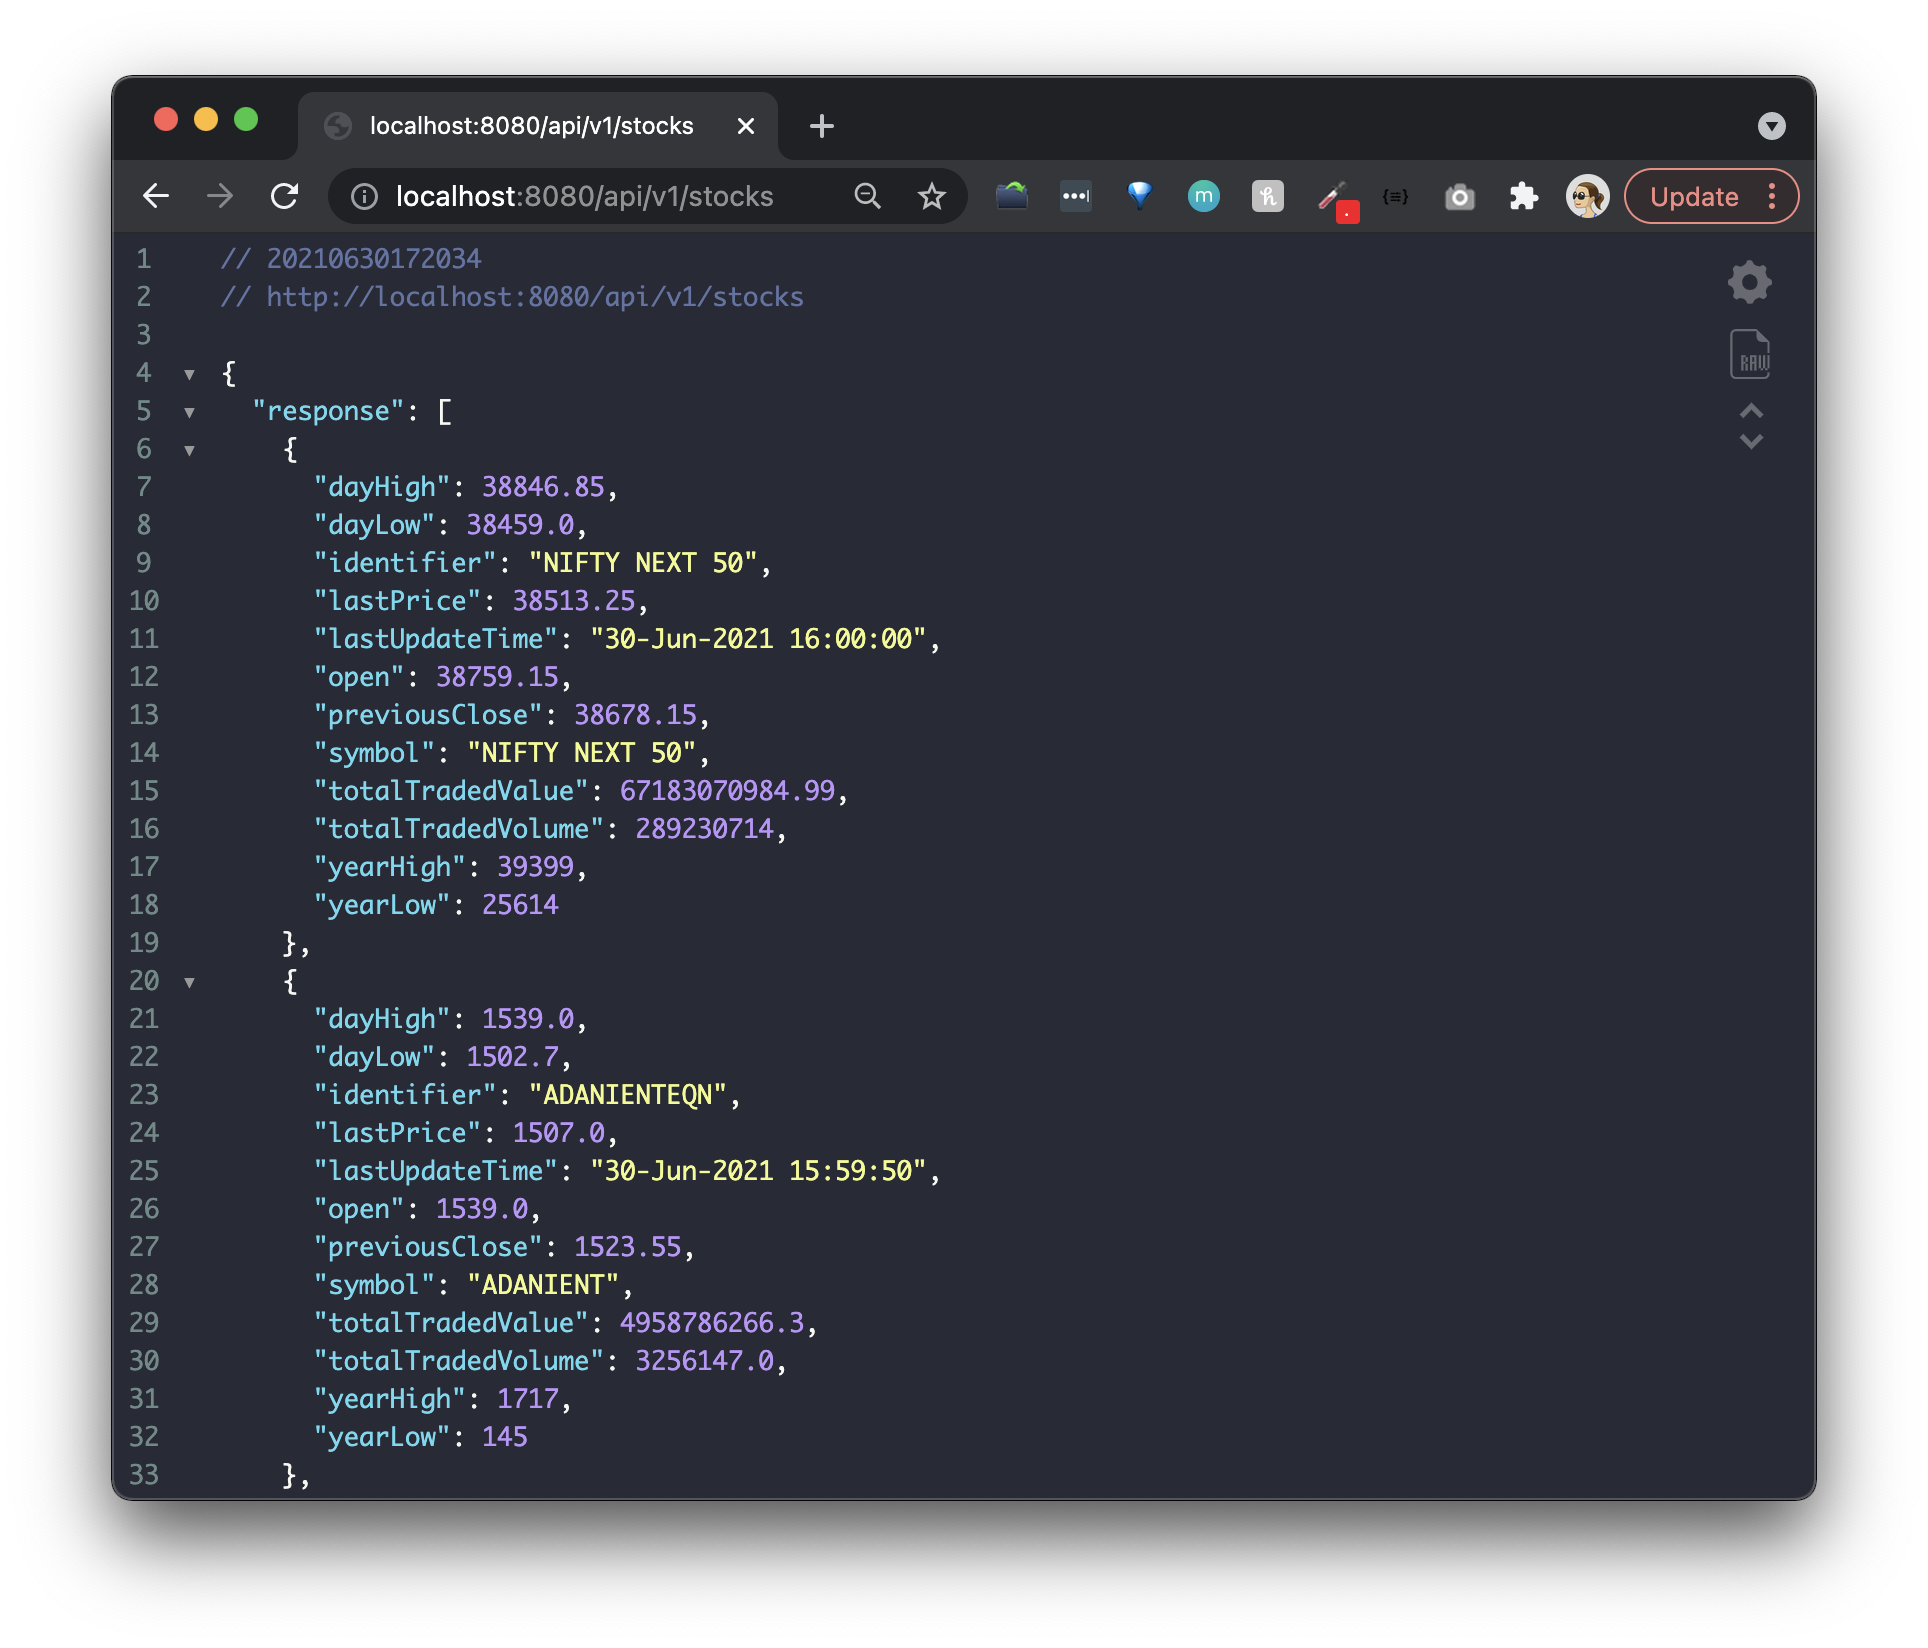 localhost:8080/api/v1/stocks
localhost:8080/api/v1/stocks
m
h
{≡}
Update
1 // 20210630172034
2 // http://localhost:8080/api/v1/stocks
3
4 {
5 "response": [
6 {
7 "dayHigh": 38846.85,
8 "dayLow": 38459.0,
9 "identifier": "NIFTY NEXT 50",
10 "lastPrice": 38513.25,
11 "lastUpdateTime": "30-Jun-2021 16:00:00",
12 "open": 38759.15,
13 "previousClose": 38678.15,
14 "symbol": "NIFTY NEXT 50",
15 "totalTradedValue": 67183070984.99,
16 "totalTradedVolume": 289230714,
17 "yearHigh": 39399,
18 "yearLow": 25614
19 },
20 {
21 "dayHigh": 1539.0,
22 "dayLow": 1502.7,
23 "identifier": "ADANIENTEQN",
24 "lastPrice": 1507.0,
25 "lastUpdateTime": "30-Jun-2021 15:59:50",
26 "open": 1539.0,
27 "previousClose": 1523.55,
28 "symbol": "ADANIENT",
29 "totalTradedValue": 4958786266.3,
30 "totalTradedVolume": 3256147.0,
31 "yearHigh": 1717,
32 "yearLow": 145
33 },
RAW